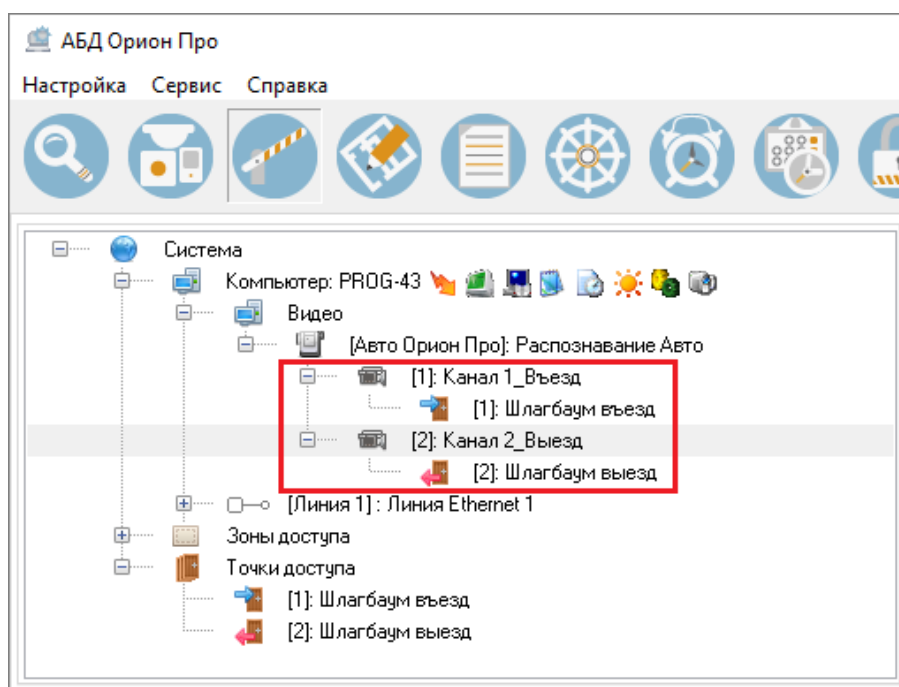 АБД Орион Про
Настройка Сервис Справка
Система
Компьютер: PROG-43
Видео
[Авто Орион Про]: Распознавание Авто
[1]: Канал 1_Въезд
[1]: Шлагбаум въезд
[2]: Канал 2_Выезд
[2]: Шлагбаум выезд
[Линия 1] : Линия Ethernet 1
Зоны доступа
Точки доступа
[1]: Шлагбаум въезд
[2]: Шлагбаум выезд